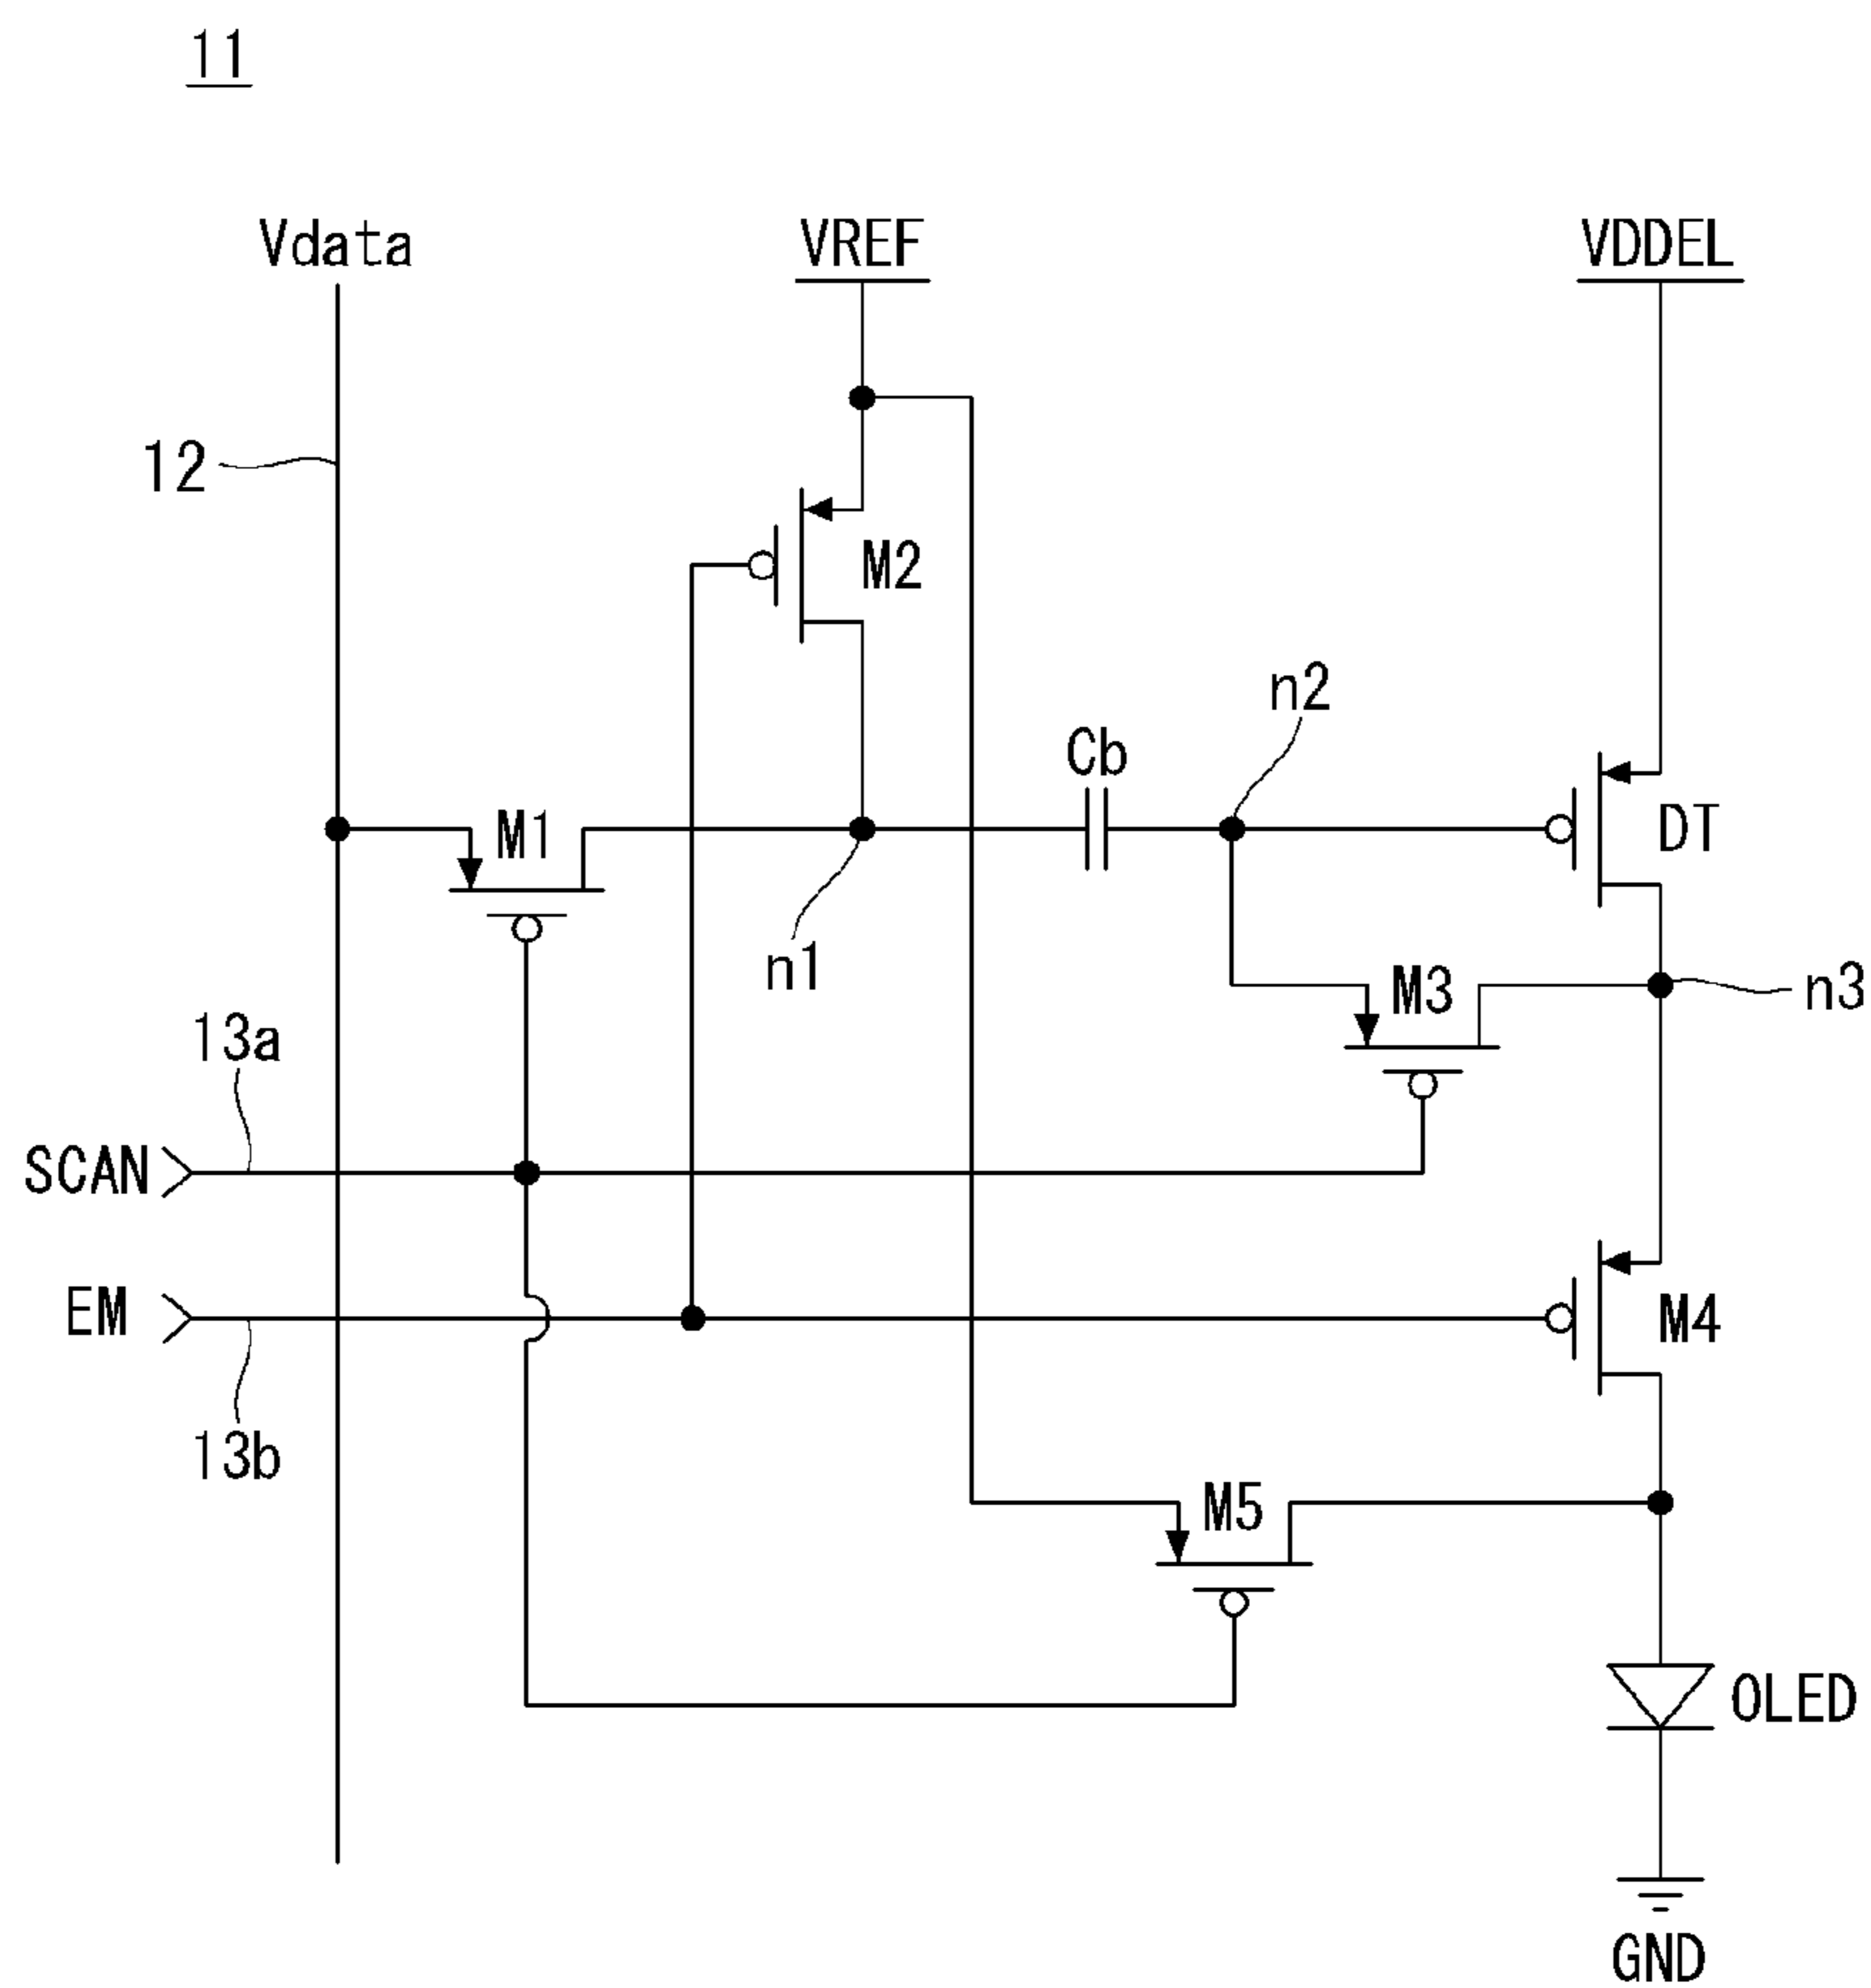 11
Vdata
VREF
VDDEL
12
M2
n2
Cb
M1
DT
n1
M3
n3
13a
SCAN
EM
M4
13b
M5
OLED
GND